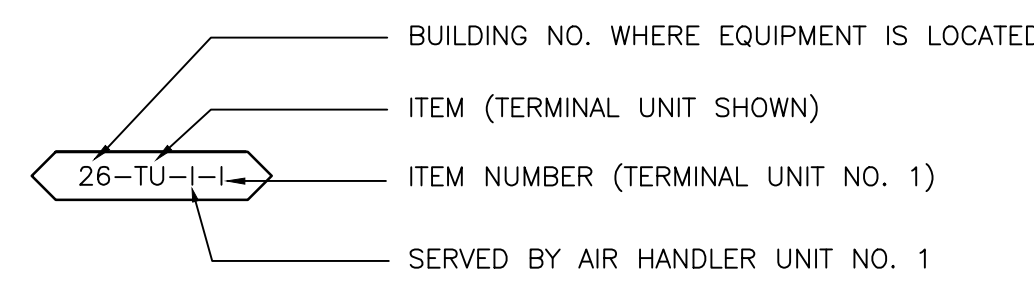 BUILDING NO. WHERE EQUIPMENT IS LOCATED
ITEM (TERMINAL UNIT SHOWN)
26-TU-1-1
ITEM NUMBER (TERMINAL UNIT NO. 1)
SERVED BY AIR HANDLER UNIT NO. 1